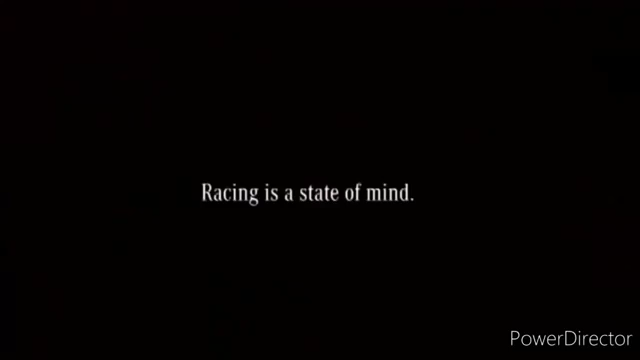 Racing is a state of mind.
PowerDirector